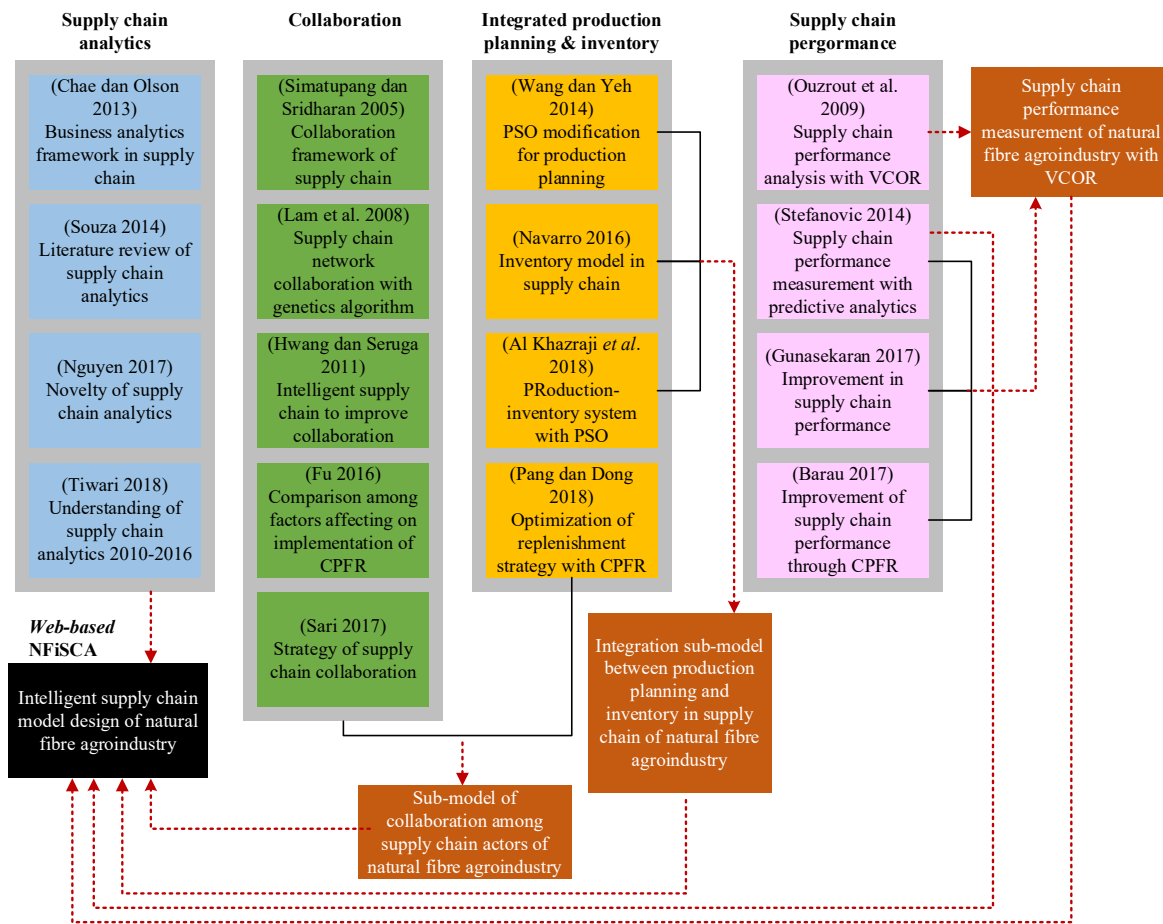 Supply chain
analytics
Collaboration
Integrated production
planning & inventory
Supply chain
pergormance
(Chae dan Olson
2013)
Business analytics
framework in supply
chain
(Souza 2014)
Literature review of
supply chain
analytics
(Nguyen 2017)
Novelty of supply
chain analytics
(Tiwari 2018)
Understanding of
supply chain
analytics 2010-2016
(Simatupang dan
Sridharan 2005)
Collaboration
framework of
supply chain
(Lam et al. 2008)
Supply chain
network
collaboration with
genetics algorithm
(Hwang dan Seruga
2011)
Intelligent supply
chain to improve
collaboration
(Fu 2016)
Comparison among
factors affecting on
implementation of
CPFR
(Sari 2017)
Strategy of supply
chain collaboration
(Wang dan Yeh
2014)
PSO modification
for production
planning
(Navarro 2016)
Inventory model in
supply chain
(Al Khazraji et al.
2018)
PRoduction-
inventory system
with PSO
(Pang dan Dong
2018)
Optimization of
replenishment
strategy with CPFR
(Ouzrout et al.
2009)
Supply chain
performance
analysis with VCOR
(Stefanovic 2014)
Supply chain
performance
measurement with
predictive analytics
(Gunasekaran 2017)
Improvement in
supply chain
performance
(Barau 2017)
Improvement of
supply chain
performance
through CPFR
Supply chain
performance
measurement of natural
fibre agroindustry with
VCOR
Web-based
NFiSCA
Intelligent supply chain
model design of natural
fibre agroindustry
Sub-model of
collaboration among
supply chain actors of
natural fibre agroindustry
Integration sub-model
between production
planning and
inventory in supply
chain of natural fibre
agroindustry